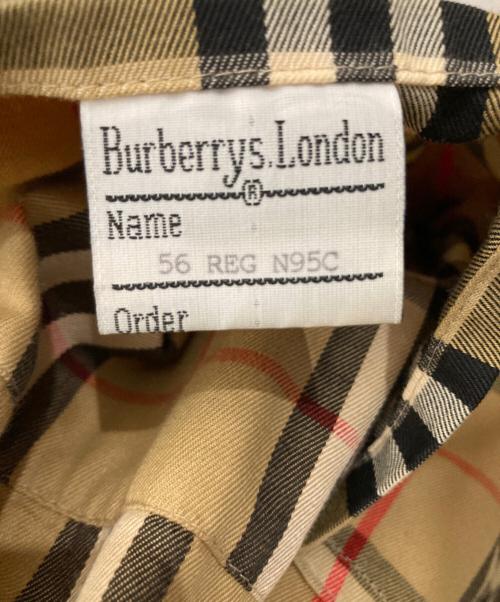 Burberrys.London
®
Name
56 REG N95C
Order